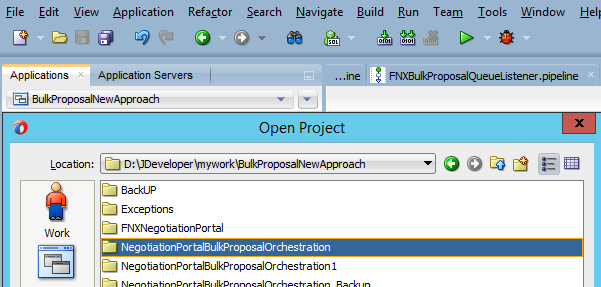 File Edit View Application Refactor Search Navigate Build Run Team Tools Window Help
Applications × Application Servers
...ine FNXBulkProposalQueueListener.pipeline ×
BulkProposalNewApproach
Open Project
x
Location: D:\JDeveloper\mywork\BulkProposalNewApproach
BackUP
Exceptions
FNXNegotiationPortal
NegotiationPortalBulkProposalOrchestration
NegotiationPortalBulkProposalOrchestration1
NegotiationPortalBulkProposalOrchestration_Backup
Work